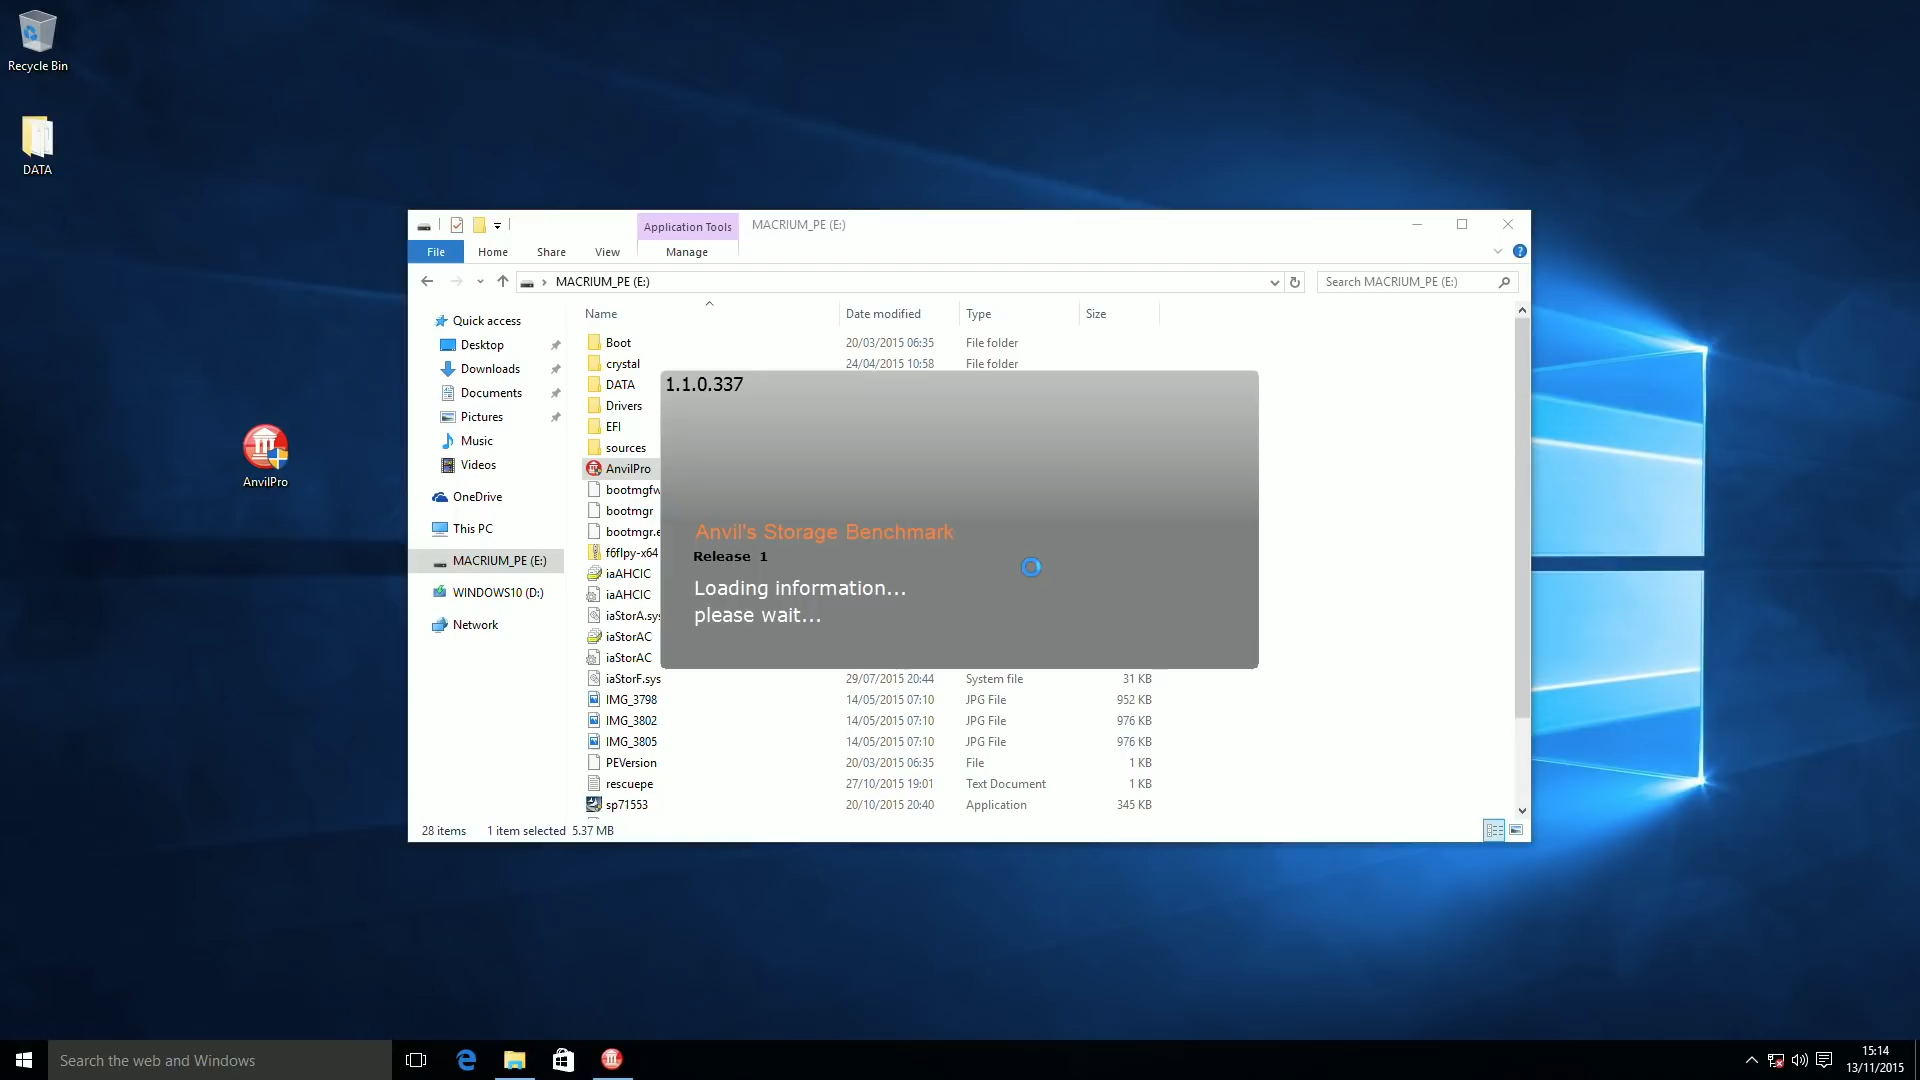 Recycle Bin
DATA
AnvilPro
Application Tools
MACRIUM_PE (E:)
File
Home
Share
View
Manage
MACRIUM_PE (E:)
Search MACRIUM_PE (E:)
Quick access
Desktop
Downloads
Documents
Pictures
Music
Videos
OneDrive
This PC
MACRIUM_PE (E:)
WINDOWS10 (D:)
Network
Name Date modified Type Size
Boot 20/03/2015 06:35 File folder
crystal 24/04/2015 10:58 File folder
DATA
Drivers
EFI
sources
AnvilPro
bootmgfw
bootmgr
bootmgr.e
f6flpy-x64
iaAHCIC
iaAHCIC
iaStorA.sys
iaStorAC
iaStorAC
iaStorF.sys 29/07/2015 20:44 System file 31 KB
IMG_3798 14/05/2015 07:10 JPG File 952 KB
IMG_3802 14/05/2015 07:10 JPG File 976 KB
IMG_3805 14/05/2015 07:10 JPG File 976 KB
PEVersion 20/03/2015 06:35 File 1 KB
rescuepe 27/10/2015 19:01 Text Document 1 KB
sp71553 20/10/2015 20:40 Application 345 KB
1.1.0.337
Anvil's Storage Benchmark
Release 1
Loading information...
please wait...
28 items 1 item selected 5.37 MB
Search the web and Windows
15:14
13/11/2015